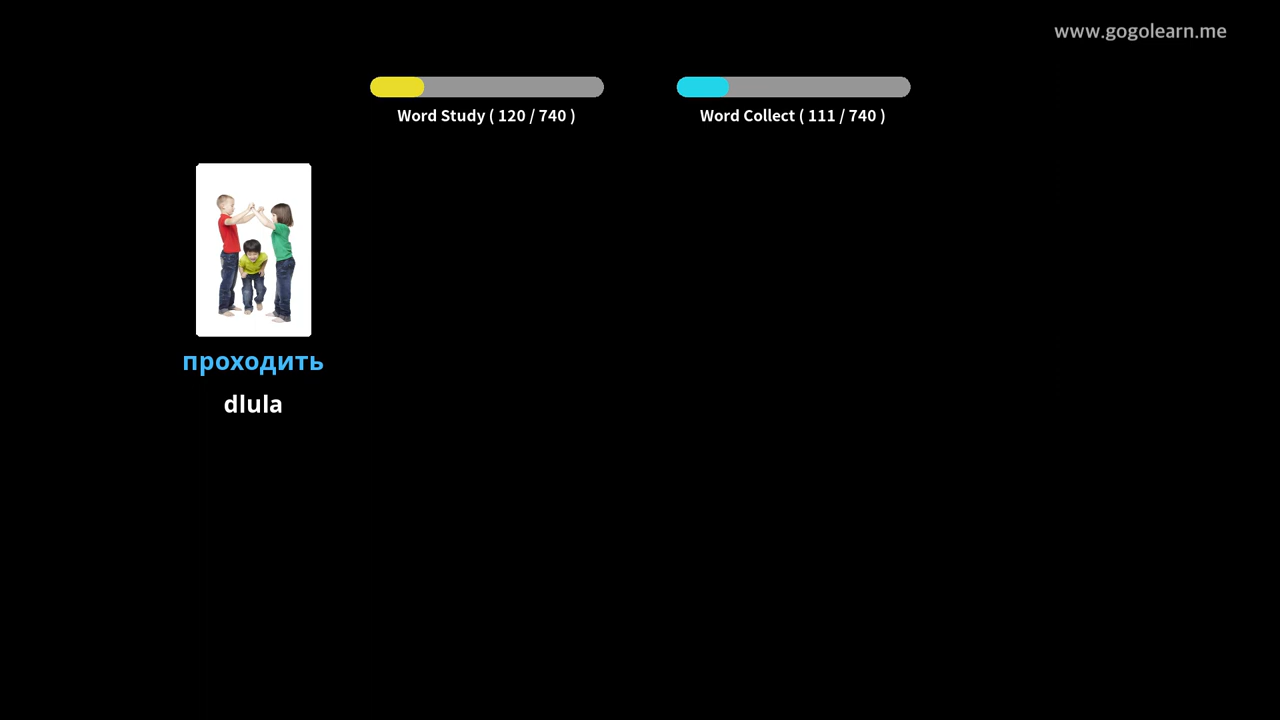 www.gogolearn.me
Word Study ( 120 / 740 )
Word Collect ( 111 / 740 )
проходить
dlula